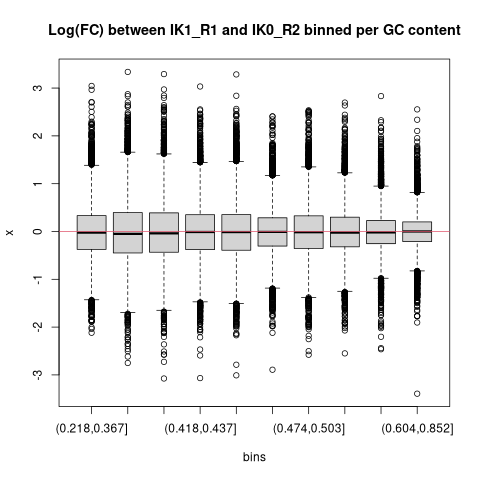 Log(FC) between IK1_R1 and IK0_R2 binned per GC content
3
2
1
0
-1
-2
-3
x
(0.218,0.367] (0.418,0.437] (0.474,0.503] (0.604,0.852]
bins